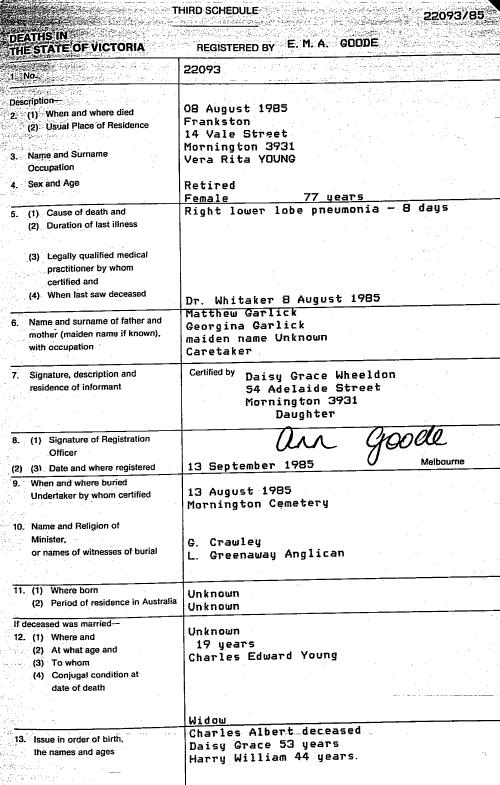 THIRD SCHEDULE
22093/85
DEATHS IN
THE STATE OF VICTORIA
REGISTERED BY E. M. A. GOODE
1. No.
22093
Description—
2. (1) When and where died
(2) Usual Place of Residence
08 August 1985
Frankston
14 Vale Street
Mornington 3931
3. Name and Surname
Occupation
Vera Rita YOUNG
4. Sex and Age
Retired
Female 77 years
5. (1) Cause of death and
(2) Duration of last illness
Right lower lobe pneumonia - 8 days
(3) Legally qualified medical
practitioner by whom
certified and
(4) When last saw deceased
Dr. Whitaker 8 August 1985
6. Name and surname of father and
mother (maiden name if known),
with occupation
Matthew Garlick
Georgina Garlick
maiden name Unknown
Caretaker
7. Signature, description and
residence of informant
Certified by Daisy Grace Wheeldon
54 Adelaide Street
Mornington 3931
Daughter
8. (1) Signature of Registration
Officer
Ann Goode
(2) (3) Date and where registered
13 September 1985 Melbourne
9. When and where buried
Undertaker by whom certified
13 August 1985
Mornington Cemetery
10. Name and Religion of
Minister,
or names of witnesses of burial
G. Crawley
L. Greenaway Anglican
11. (1) Where born
(2) Period of residence in Australia
Unknown
Unknown
If deceased was married—
12. (1) Where and
(2) At what age and
(3) To whom
(4) Conjugal condition at
date of death
Unknown
19 years
Charles Edward Young
Widow
13. Issue in order of birth,
the names and ages
Charles Albert deceased
Daisy Grace 53 years
Harry William 44 years.